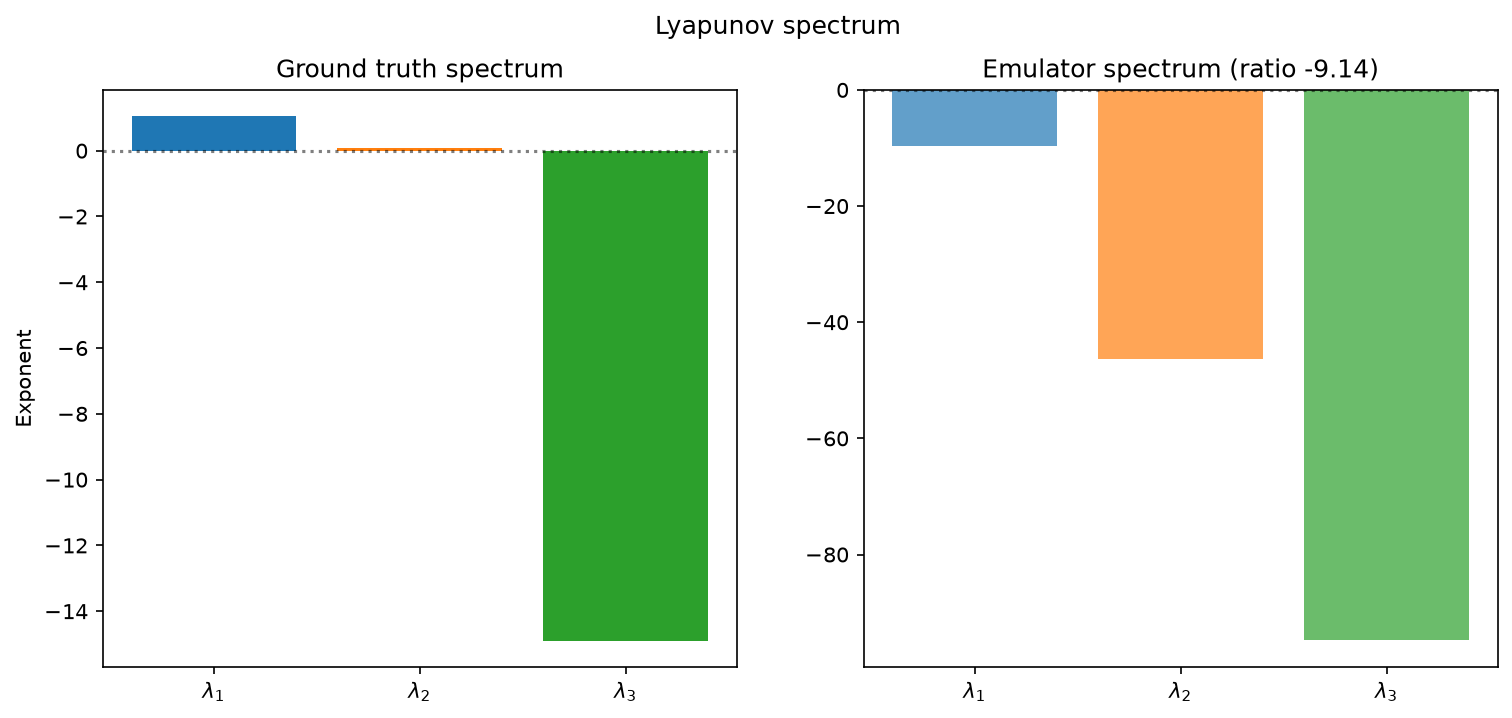 Lyapunov spectrum
Ground truth spectrum
Exponent
0
−2
−4
−6
−8
−10
−12
−14
λ₁ λ₂ λ₃
Emulator spectrum (ratio -9.14)
0
−20
−40
−60
−80
λ₁ λ₂ λ₃